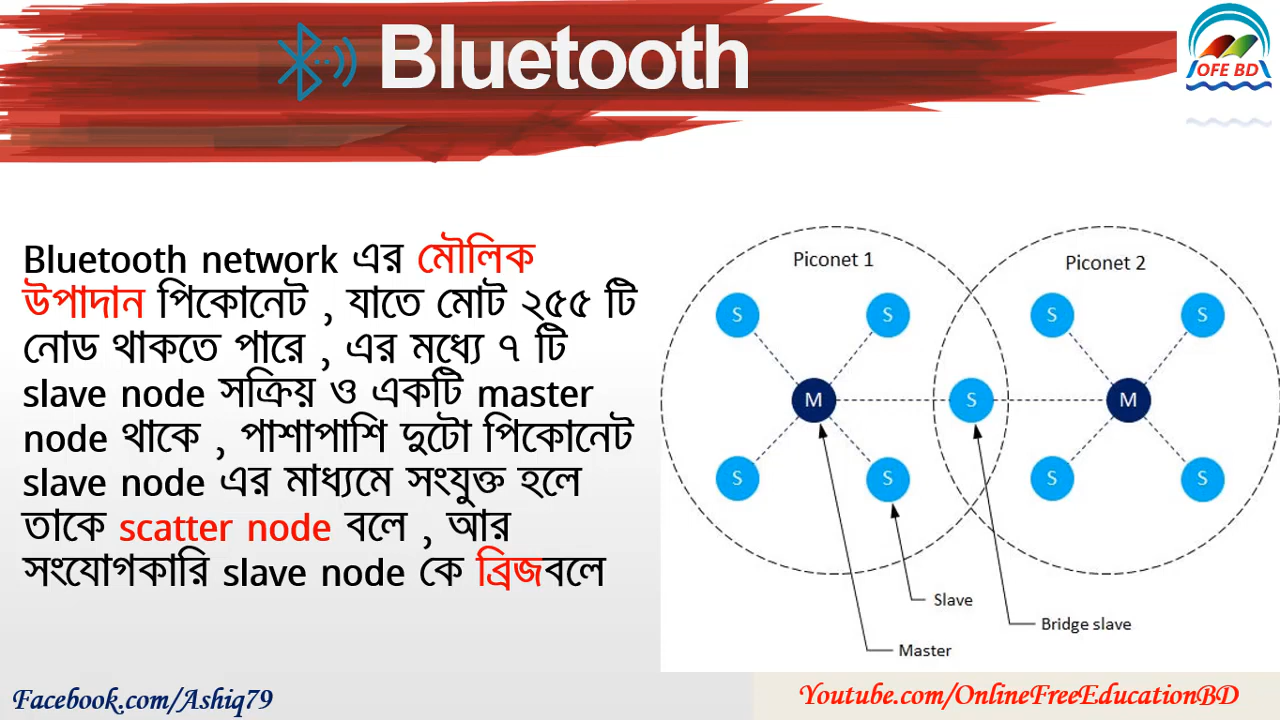 Bluetooth
OFE BD
Bluetooth network এর মৌলিক
উপাদান পিকোনেট , যাতে মোট ২৫৫ টি
নোড থাকতে পারে , এর মধ্যে ৭ টি
slave node সক্রিয় ও একটি master
node থাকে , পাশাপাশি দুটো পিকোনেট
slave node এর মাধ্যমে সংযুক্ত হলে
তাকে scatter node বলে , আর
সংযোগকারি slave node কে ব্রিজবলে
Piconet 1
Piconet 2
S S S S
M S M
S S S S
Slave
Bridge slave
Master
Facebook.com/Ashiq79
Youtube.com/OnlineFreeEducationBD